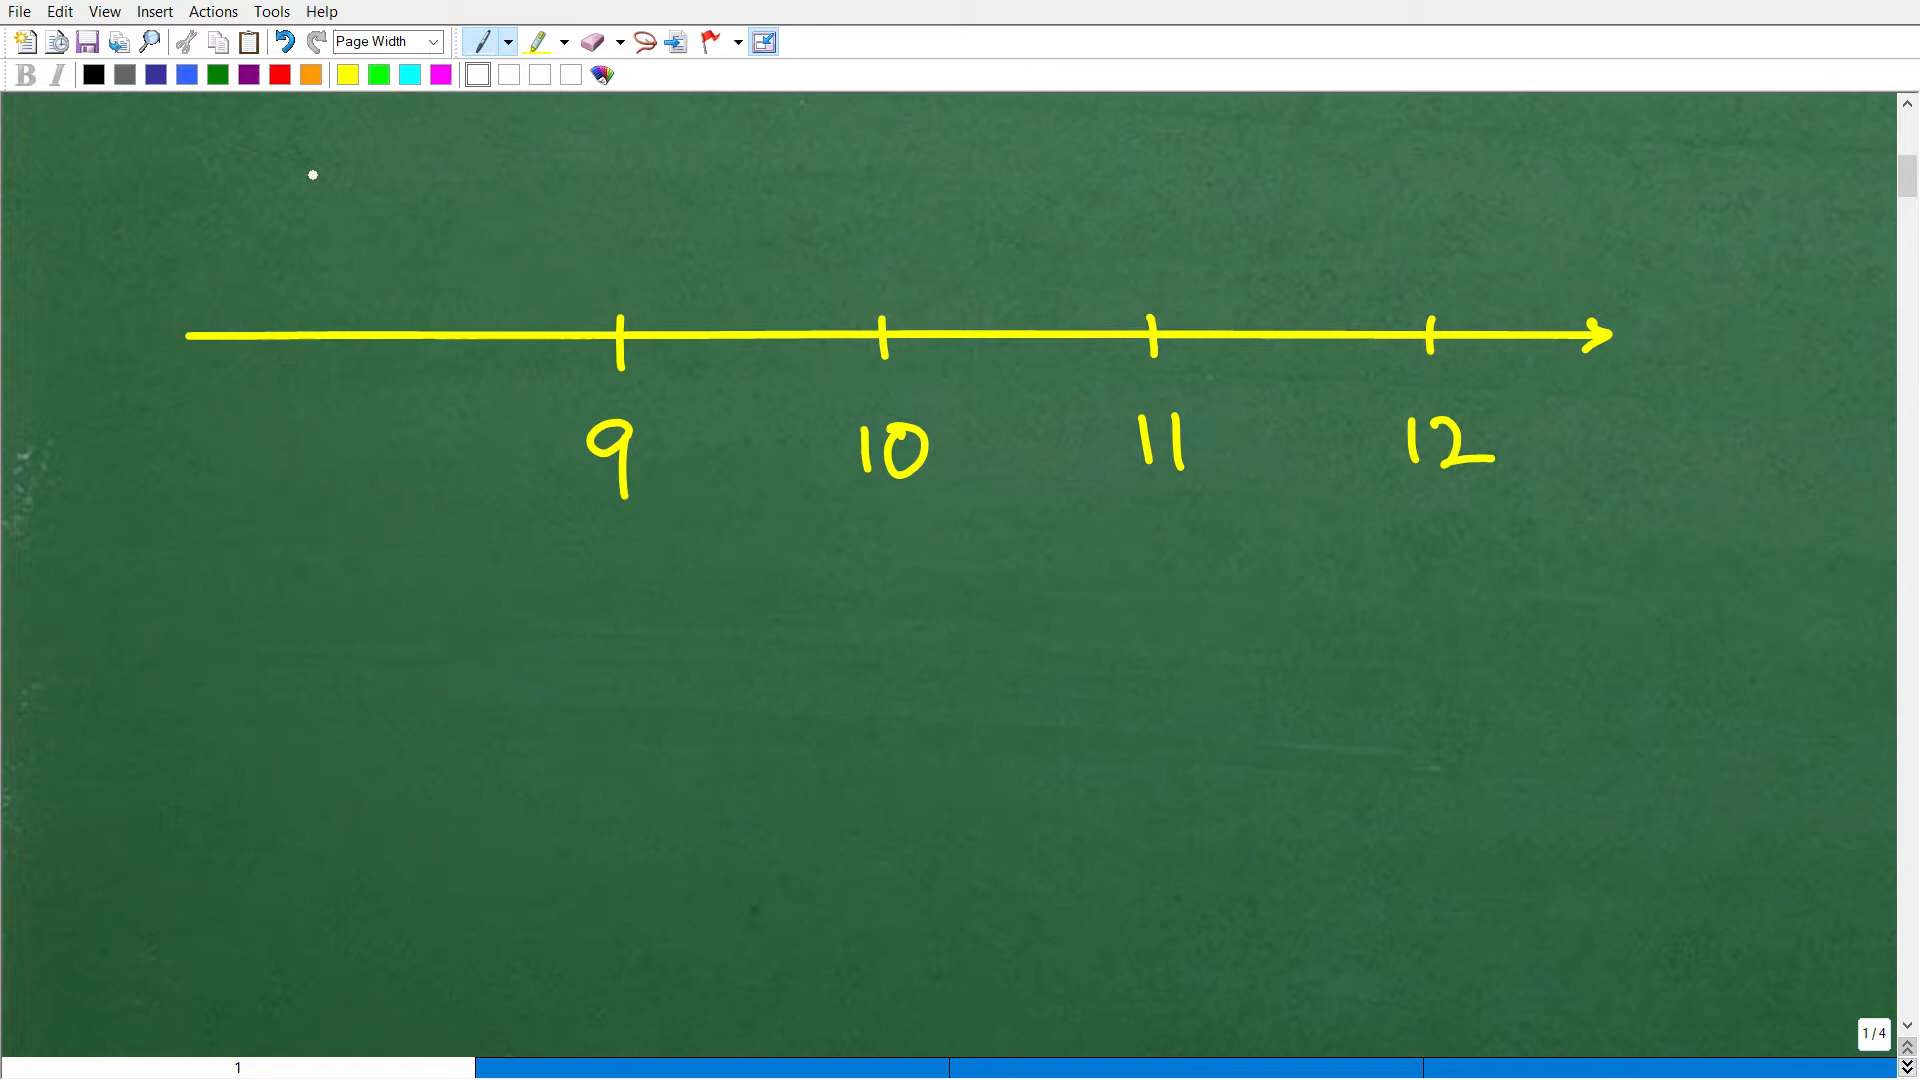 File Edit View Insert Actions Tools Help
Page Width
B I
9 10 11 12
1 / 4
1